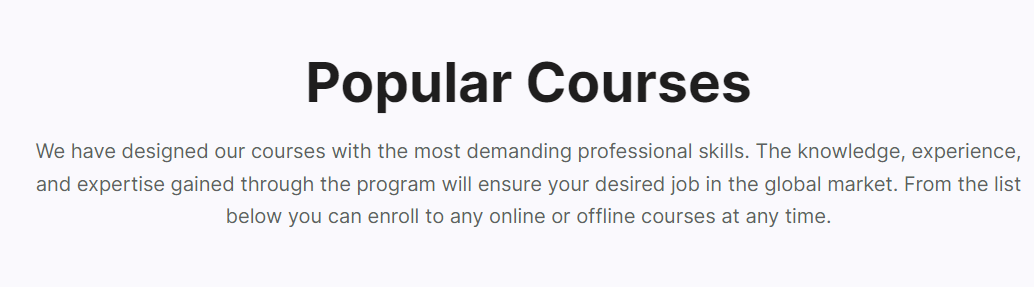 Popular Courses
We have designed our courses with the most demanding professional skills. The knowledge, experience,
and expertise gained through the program will ensure your desired job in the global market. From the list
below you can enroll to any online or offline courses at any time.